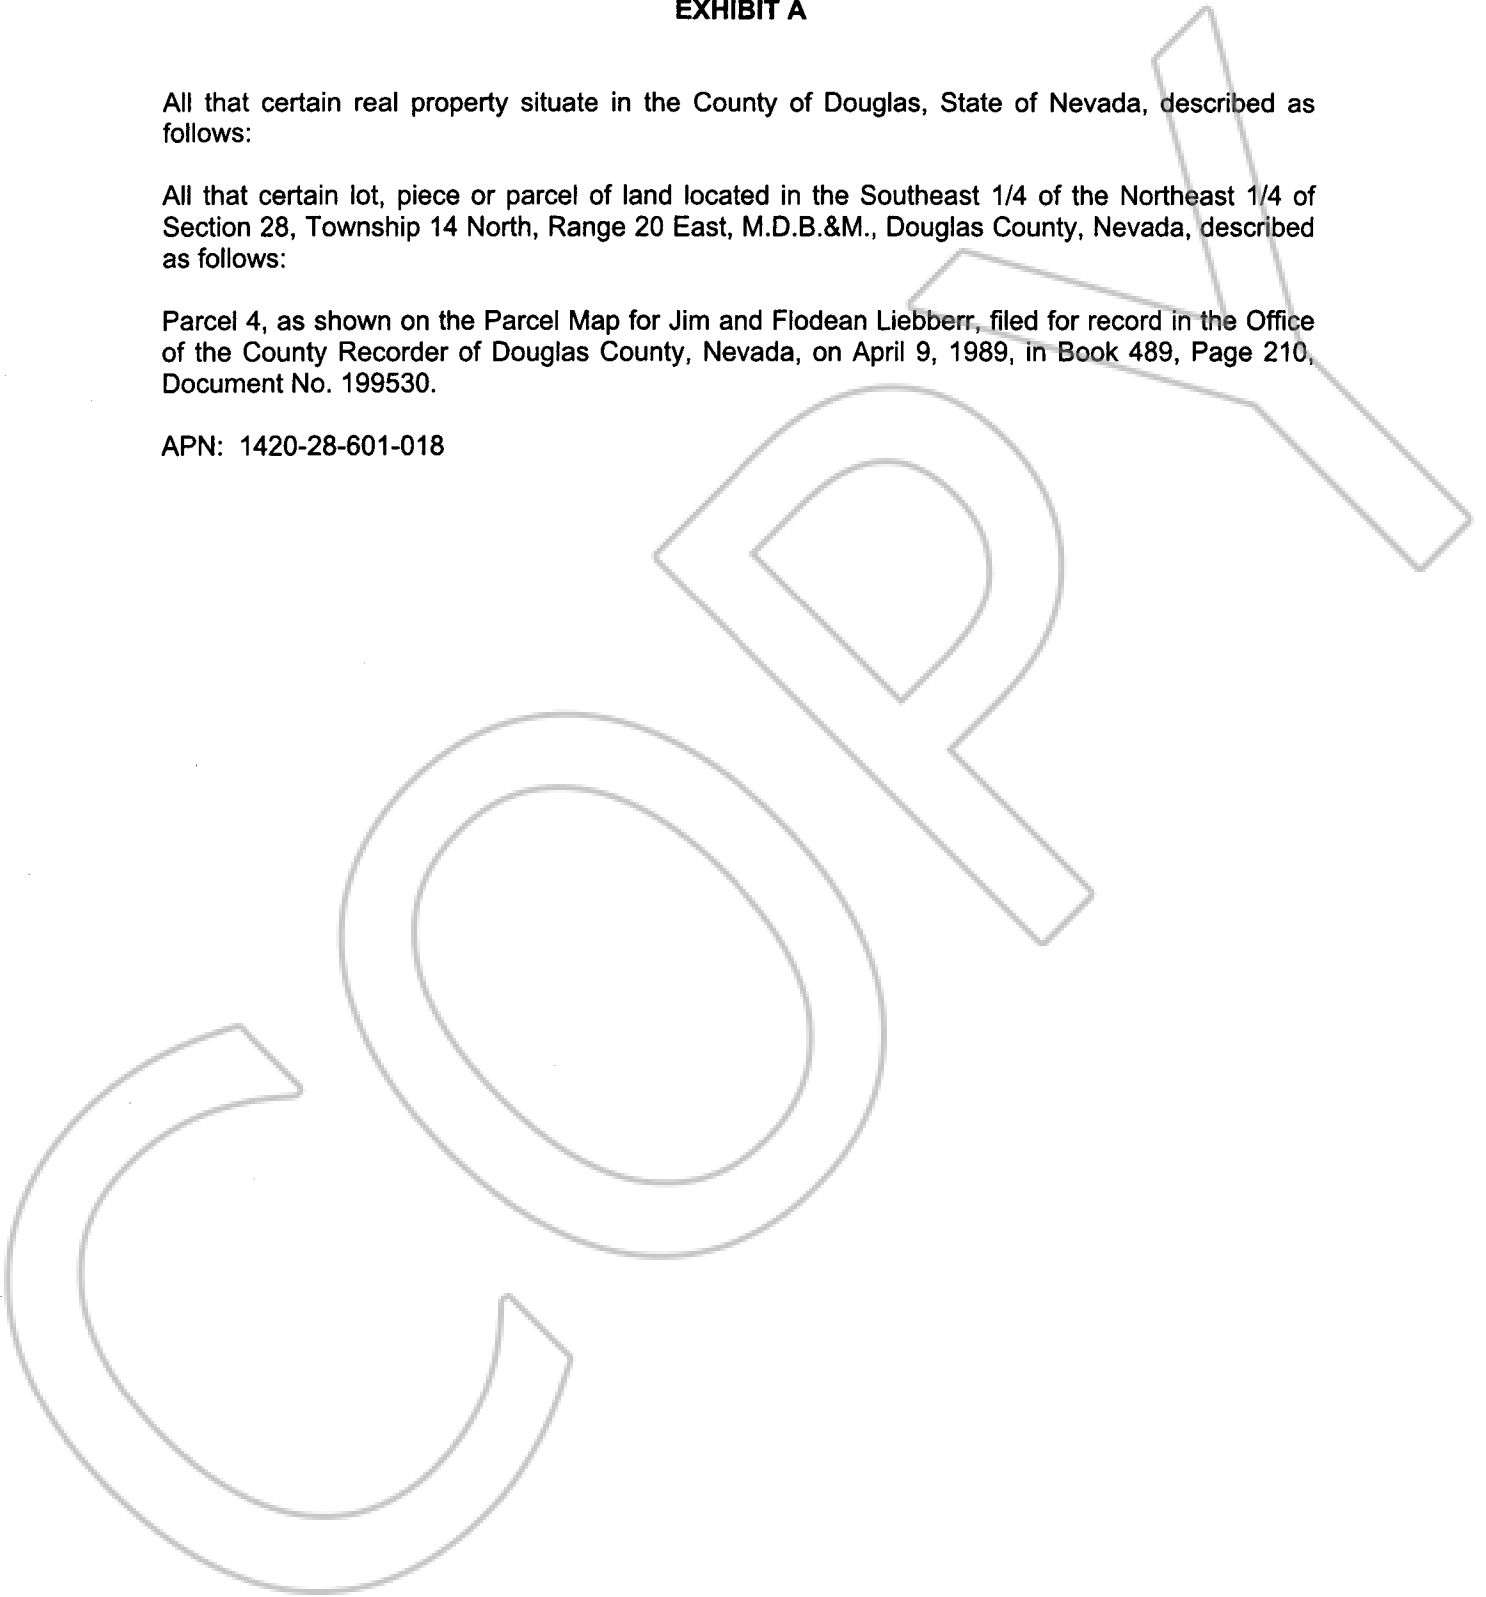 EXHIBIT A
All that certain real property situate in the County of Douglas, State of Nevada, described as
follows:
All that certain lot, piece or parcel of land located in the Southeast 1/4 of the Northeast 1/4 of
Section 28, Township 14 North, Range 20 East, M.D.B.&M., Douglas County, Nevada, described
as follows:
Parcel 4, as shown on the Parcel Map for Jim and Flodean Liebberr, filed for record in the Office
of the County Recorder of Douglas County, Nevada, on April 9, 1989, in Book 489, Page 210,
Document No. 199530.
APN: 1420-28-601-018
COPY